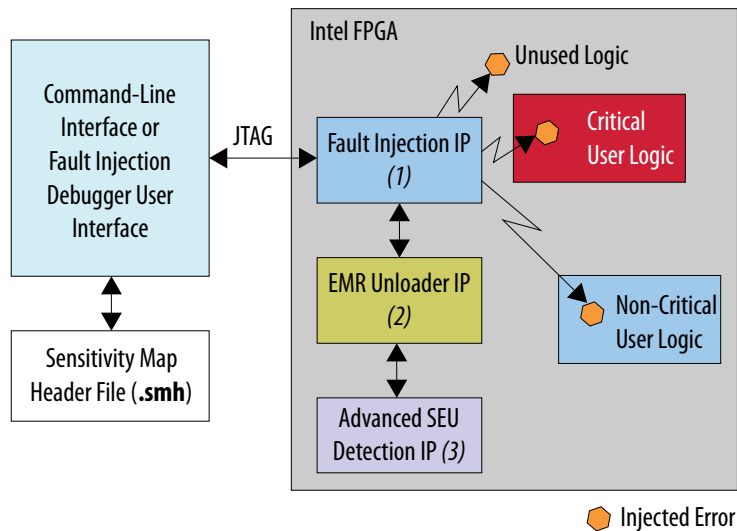 Intel FPGA
Unused Logic
Command-Line
Interface or
Fault Injection
Debugger User
Interface
JTAG
Fault Injection IP
(1)
Critical
User Logic
EMR Unloader IP
(2)
Non-Critical
User Logic
Sensitivity Map
Header File (.smh)
Advanced SEU
Detection IP (3)
Injected Error